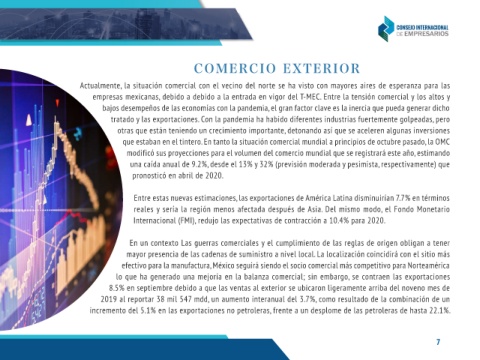 CONSEJO INTERNACIONAL
DE EMPRESARIOS
COMERCIO EXTERIOR
Actualmente, la situación comercial con el vecino del norte se ha visto con mayores aires de esperanza para las
empresas mexicanas, debido a debido a la entrada en vigor del T-MEC. Entre la tensión comercial y los altos y
bajos desempeños de las economías con la pandemia, el gran factor clave es la inercia que pueda generar dicho
tratado y las exportaciones. Con la pandemia ha habido diferentes industrias fuertemente golpeadas, pero
otras que están teniendo un crecimiento importante, detonando así que se aceleren algunas inversiones
que estaban en el tintero. En tanto la situación comercial mundial a principios de octubre pasado, la OMC
modificó sus proyecciones para el volumen del comercio mundial que se registrará este año, estimando
una caída anual de 9.2%, desde el 13% y 32% (previsión moderada y pesimista, respectivamente) que
pronosticó en abril de 2020.
Entre estas nuevas estimaciones, las exportaciones de América Latina disminuirían 7.7% en términos
reales y sería la región menos afectada después de Asia. Del mismo modo, el Fondo Monetario
Internacional (FMI), redujo las expectativas de contracción a 10.4% para 2020.
En un contexto Las guerras comerciales y el cumplimiento de las reglas de origen obligan a tener
mayor presencia de las cadenas de suministro a nivel local. La localización coincidirá con el sitio más
efectivo para la manufactura, México seguirá siendo el socio comercial más competitivo para Norteamérica
lo que ha generado una mejoría en la balanza comercial; sin embargo, se contraen las exportaciones
8.5% en septiembre debido a que las ventas al exterior se ubicaron ligeramente arriba del noveno mes de
2019 al reportar 38 mil 547 mdd, un aumento interanual del 3.7%, como resultado de la combinación de un
incremento del 5.1% en las exportaciones no petroleras, frente a un desplome de las petroleras de hasta 22.1%.
7